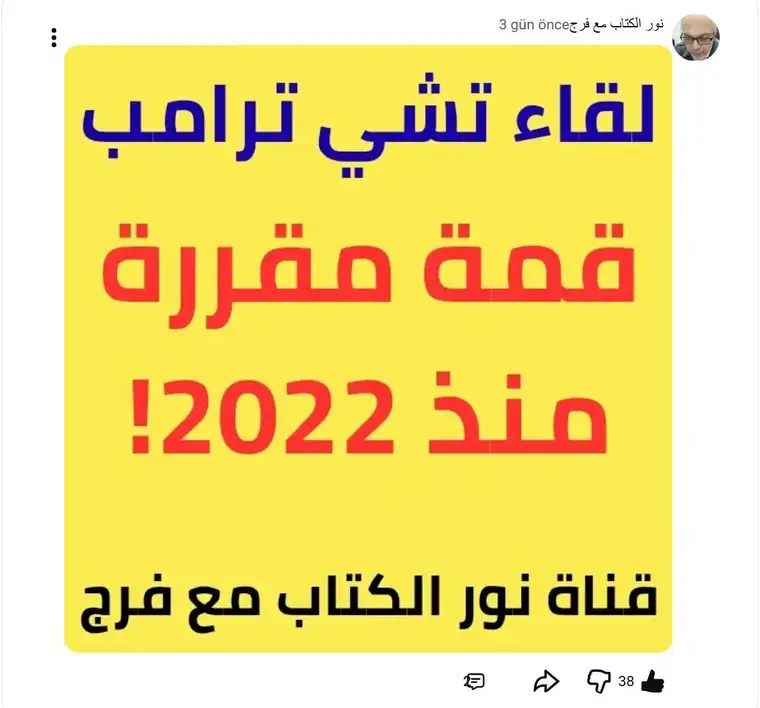 نور الكتاب مع فرج 3 gün önce
لقاء تشي ترامب
قمة مقررة
منذ 2022!
قناة نور الكتاب مع فرج
38